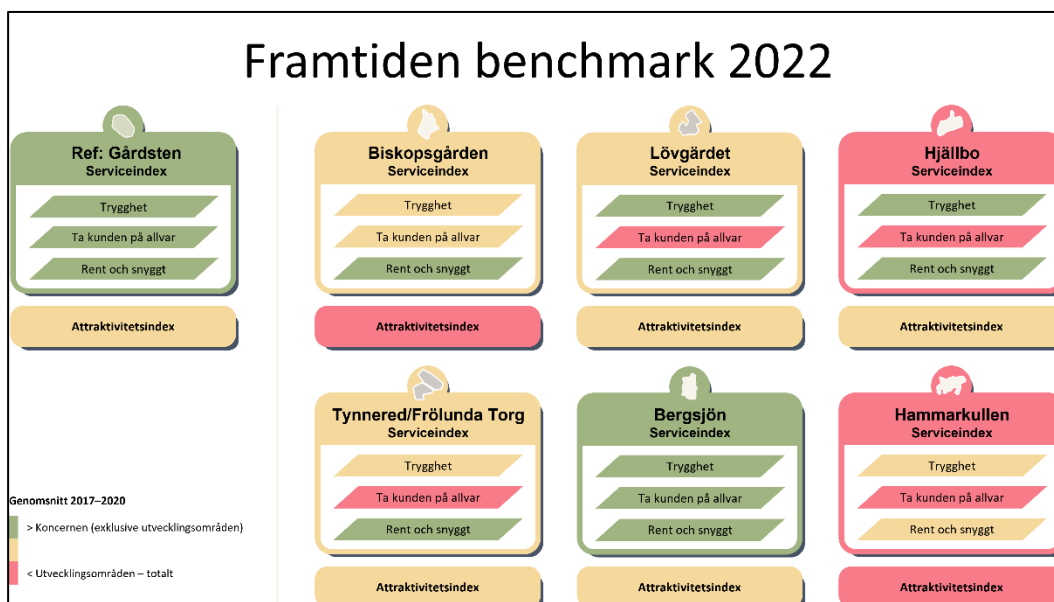 Framtiden benchmark 2022
Ref: Gårdsten
Serviceindex
Trygghet
Ta kunden på allvar
Rent och snyggt
Attraktivitetsindex
Biskopsgården
Serviceindex
Trygghet
Ta kunden på allvar
Rent och snyggt
Attraktivitetsindex
Lövgärdet
Serviceindex
Trygghet
Ta kunden på allvar
Rent och snyggt
Attraktivitetsindex
Hjällbo
Serviceindex
Trygghet
Ta kunden på allvar
Rent och snyggt
Attraktivitetsindex
Tynnered/Frölunda Torg
Serviceindex
Trygghet
Ta kunden på allvar
Rent och snyggt
Attraktivitetsindex
Bergsjön
Serviceindex
Trygghet
Ta kunden på allvar
Rent och snyggt
Attraktivitetsindex
Hammarkullen
Serviceindex
Trygghet
Ta kunden på allvar
Rent och snyggt
Attraktivitetsindex
Genomsnitt 2017–2020
> Koncernen (exklusive utvecklingsområden)
< Utvecklingsområden – totalt